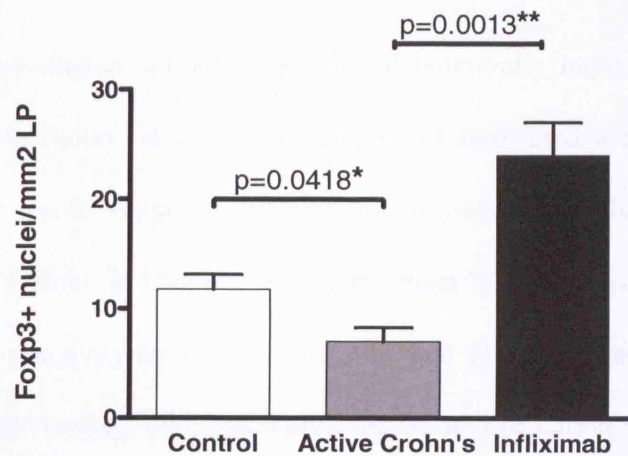 p=0.0013**
p=0.0418*
Foxp3+ nuclei/mm2 LP
30
20
10
0
Control Active Crohn's Infliximab